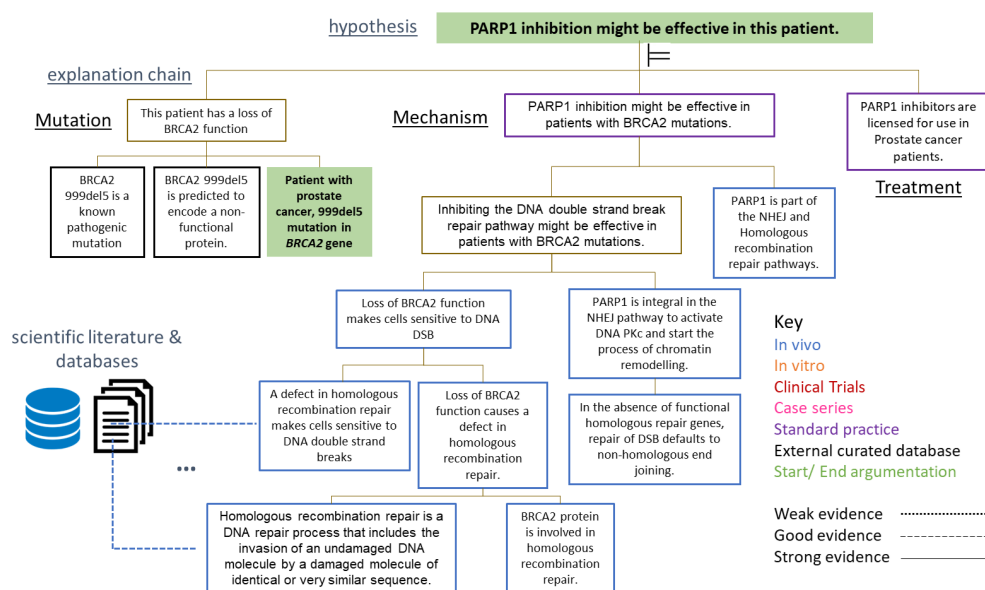 hypothesis
PARP1 inhibition might be effective in this patient.
explanation chain
Mutation
This patient has a loss of
BRCA2 function
BRCA2
999del5 is a
known
pathogenic
mutation
BRCA2 999del5
is predicted to
encode a non-
functional
protein.
Patient with
prostate
cancer, 999del5
mutation in
BRCA2 gene
Mechanism
PARP1 inhibition might be effective in
patients with BRCA2 mutations.
PARP1 inhibitors are
licensed for use in
Prostate cancer
patients.
Treatment
Inhibiting the DNA double strand break
repair pathway might be effective in
patients with BRCA2 mutations.
PARP1 is part of
the NHEJ and
Homologous
recombination
repair pathways.
Loss of BRCA2 function
makes cells sensitive to DNA
DSB
PARP1 is integral in the
NHEJ pathway to activate
DNA PKc and start the
process of chromatin
remodelling.
scientific literature &
databases
...
A defect in homologous
recombination repair
makes cells sensitive to
DNA double strand
breaks
Loss of BRCA2
function causes a
defect in
homologous
recombination
repair.
In the absence of functional
homologous repair genes,
repair of DSB defaults to
non-homologous end
joining.
Homologous recombination repair is a
DNA repair process that includes the
invasion of an undamaged DNA
molecule by a damaged molecule of
identical or very similar sequence.
BRCA2 protein
is involved in
homologous
recombination
repair.
Key
In vivo
In vitro
Clinical Trials
Case series
Standard practice
External curated database
Start/ End argumentation
Weak evidence
Good evidence
Strong evidence